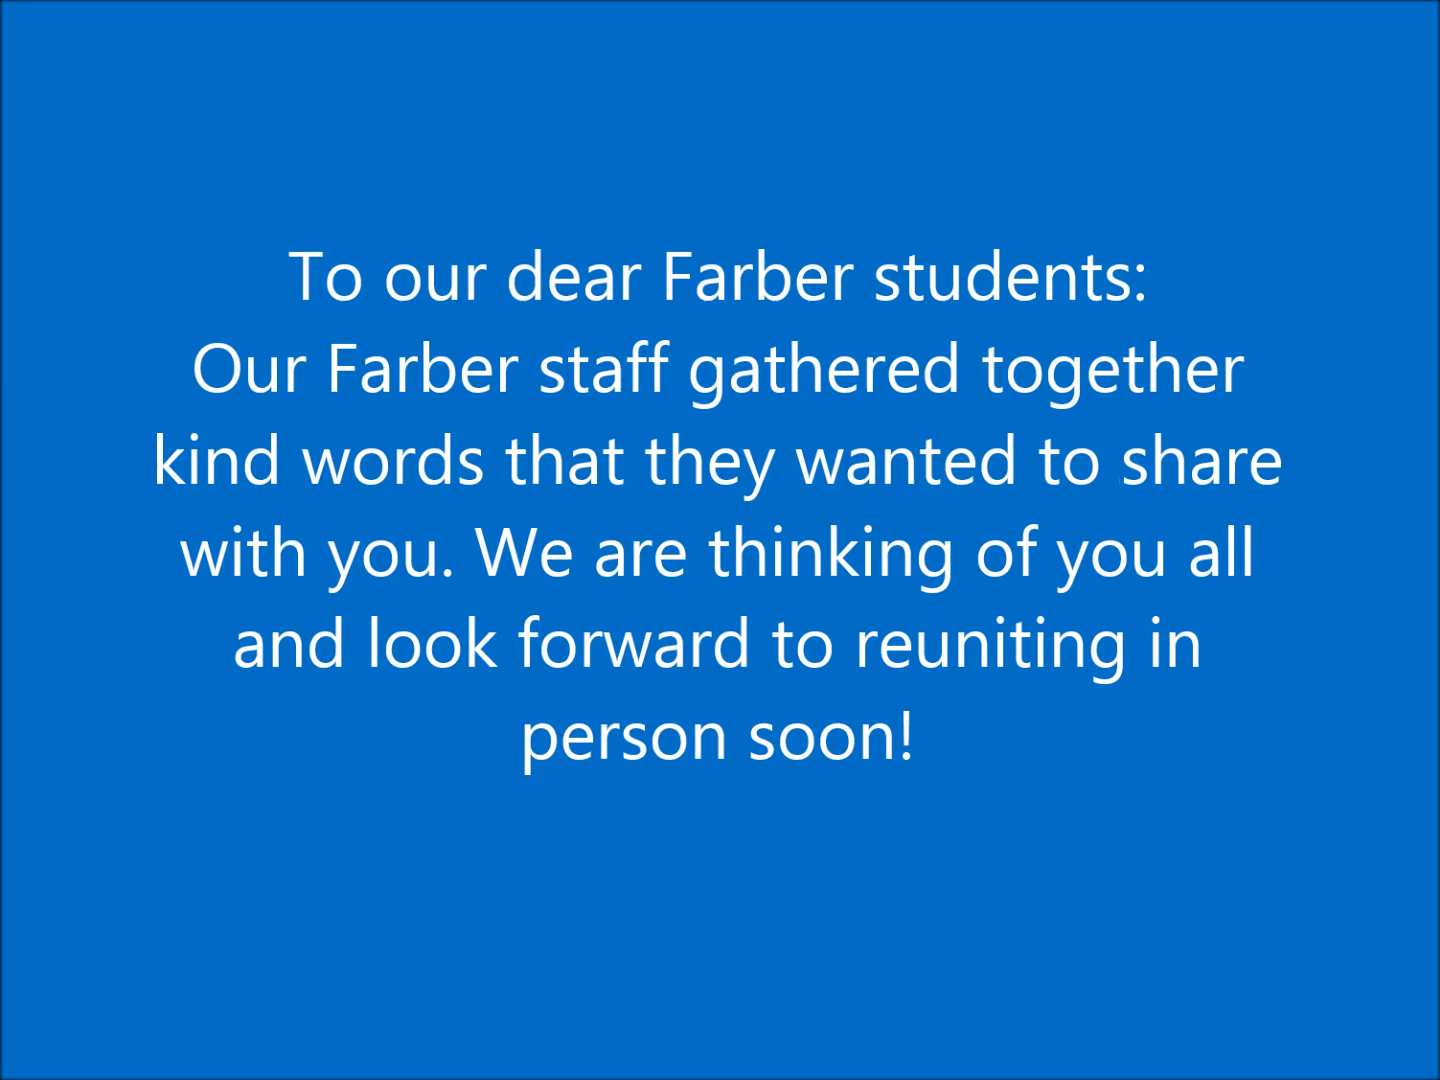 To our dear Farber students:
Our Farber staff gathered together
kind words that they wanted to share
with you. We are thinking of you all
and look forward to reuniting in
person soon!